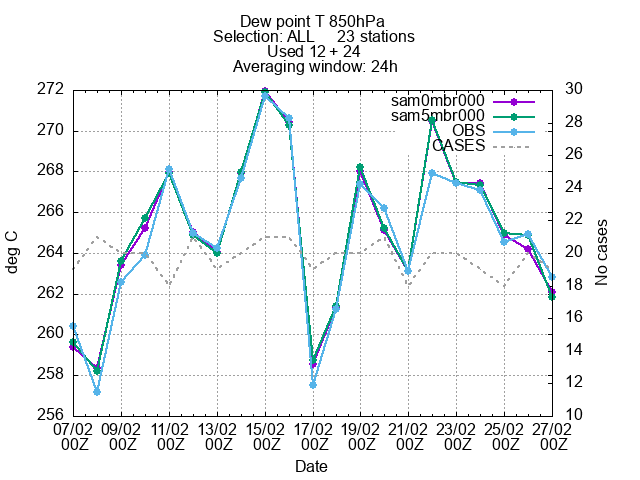 Dew point T 850hPa
Selection: ALL 23 stations
Used 12 + 24
Averaging window: 24h
sam0mbr000
sam5mbr000
OBS
CASES
272
270
268
266
264
262
260
258
256
30
28
26
24
22
20
18
16
14
12
10
deg C
No cases
07/02 09/02 11/02 13/02 15/02 17/02 19/02 21/02 23/02 25/02 27/02
00Z 00Z 00Z 00Z 00Z 00Z 00Z 00Z 00Z 00Z 00Z
Date